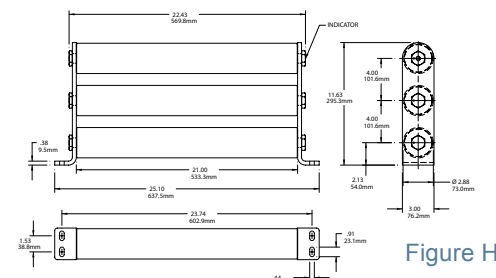 22.43
569.8mm
INDICATOR
11.63
295.3mm
4.00
101.6mm
4.00
101.6mm
.38
9.5mm
21.00
533.3mm
2.13
54.0mm
Ø 2.88
73.0mm
25.10
637.5mm
3.00
76.2mm
23.74
602.9mm
1.53
38.8mm
.91
23.1mm
.44
Figure H